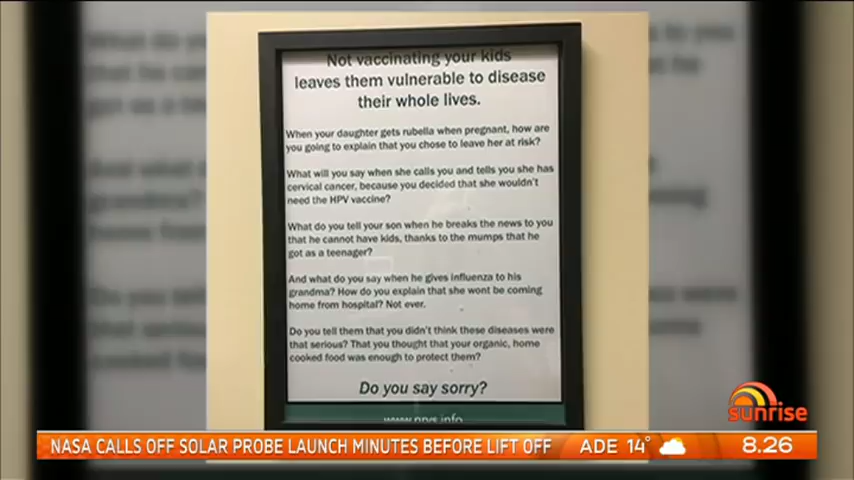 Not vaccinating your kids
leaves them vulnerable to disease
their whole lives.
When your daughter gets rubella when pregnant, how are
you going to explain that you chose to leave her at risk?
What will you say when she calls you and tells you she has
cervical cancer, because you decided that she wouldn't
need the HPV vaccine?
What do you tell your son when he breaks the news to you
that he cannot have kids, thanks to the mumps that he
got as a teenager?
And what do you say when he gives influenza to his
grandma? How do you explain that she wont be coming
home from hospital? Not ever.
Do you tell them that you didn't think these diseases were
that serious? That you thought that your organic, home
cooked food was enough to protect them?
Do you say sorry?
sunrise
NASA CALLS OFF SOLAR PROBE LAUNCH MINUTES BEFORE LIFT OFF ADE 14° 8.26